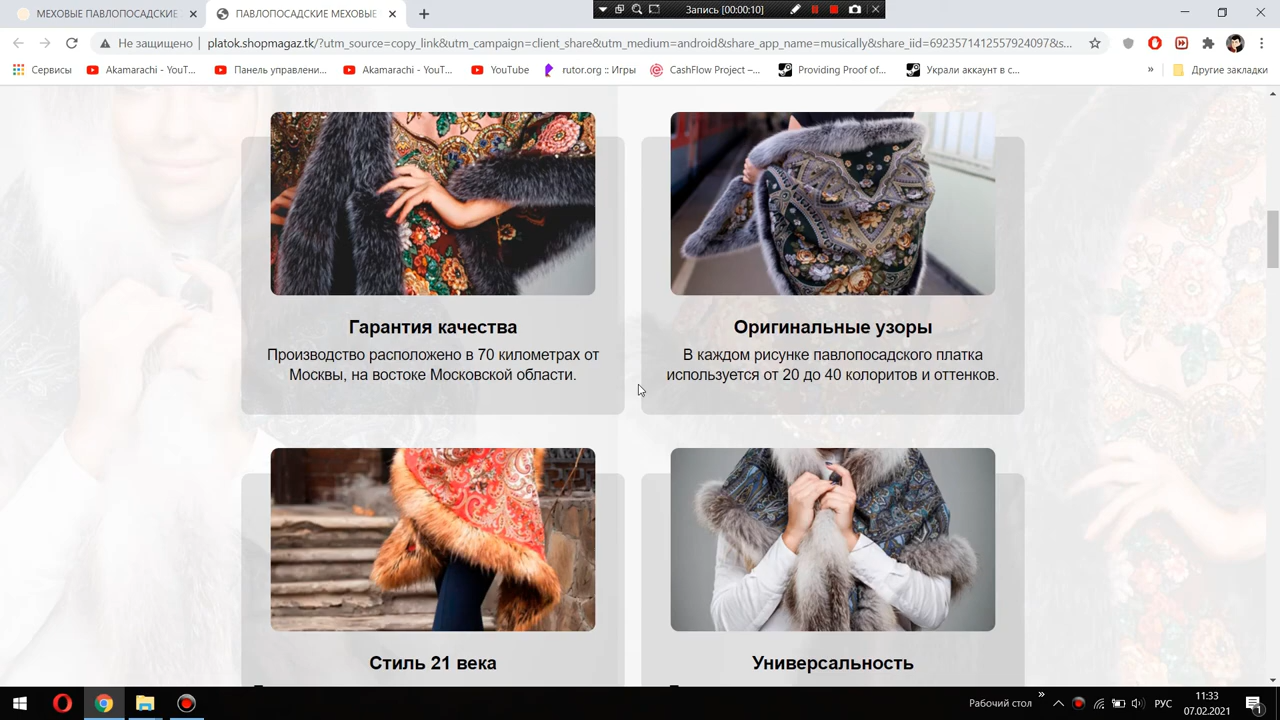 Запись [00:00:10]
МЕХОВЫЕ ПАВЛОПОСАДСКИЕ
ПАВЛОПОСАДСКИЕ МЕХОВЫЕ
Не защищено
platok.shopmagaz.tk/?utm_source=copy_link&utm_campaign=client_share&utm_medium=android&share_app_name=musically&share_iid=6923571412557924097&s...
Сервисы
Akamarachi - YouT...
Панель управлени...
Akamarachi - YouT...
YouTube
rutor.org :: Игры
CashFlow Project –...
Providing Proof of...
Украли аккаунт в с...
»
Другие закладки
Гарантия качества
Производство расположено в 70 километрах от
Москвы, на востоке Московской области.
Оригинальные узоры
В каждом рисунке павлопосадского платка
используется от 20 до 40 колоритов и оттенков.
Стиль 21 века
Универсальность
Рабочий стол
»
РУС
11:33
07.02.2021
1